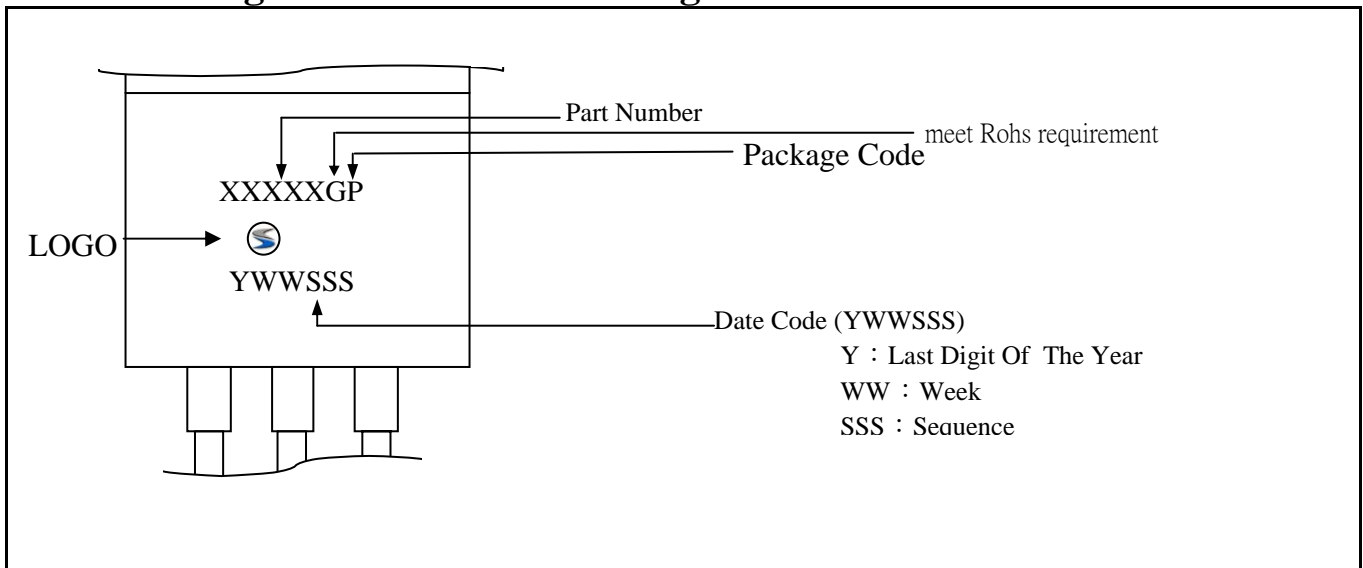 Part Number
meet Rohs requirement
Package Code
XXXXXGP
LOGO
YWWSSS
Date Code (YWWSSS)
Y：Last Digit Of The Year
WW：Week
SSS：Sequence